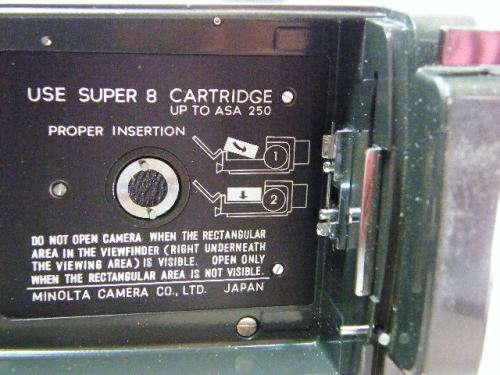 USE SUPER 8 CARTRIDGE
UP TO ASA 250
PROPER INSERTION
1
2
DO NOT OPEN CAMERA WHEN THE RECTANGULAR
AREA IN THE VIEWFINDER (RIGHT UNDERNEATH
THE VIEWING AREA) IS VISIBLE. OPEN ONLY
WHEN THE RECTANGULAR AREA IS NOT VISIBLE.
MINOLTA CAMERA CO., LTD. JAPAN